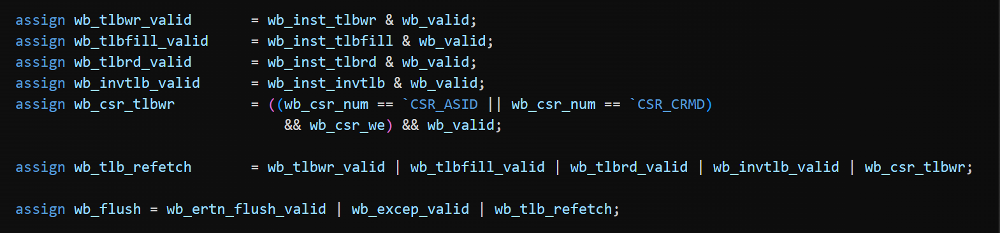 assign wb_tlbwr_valid       = wb_inst_tlbwr & wb_valid;
assign wb_tlbfill_valid     = wb_inst_tlbfill & wb_valid;
assign wb_tlbrd_valid       = wb_inst_tlbrd & wb_valid;
assign wb_invtlb_valid      = wb_inst_invtlb & wb_valid;
assign wb_csr_tlbwr         = ((wb_csr_num == `CSR_ASID || wb_csr_num == `CSR_CRMD)
                                && wb_csr_we) && wb_valid;
assign wb_tlb_refetch       = wb_tlbwr_valid | wb_tlbfill_valid | wb_tlbrd_valid | wb_invtlb_valid | wb_csr_tlbwr;
assign wb_flush = wb_ertn_flush_valid | wb_excep_valid | wb_tlb_refetch;